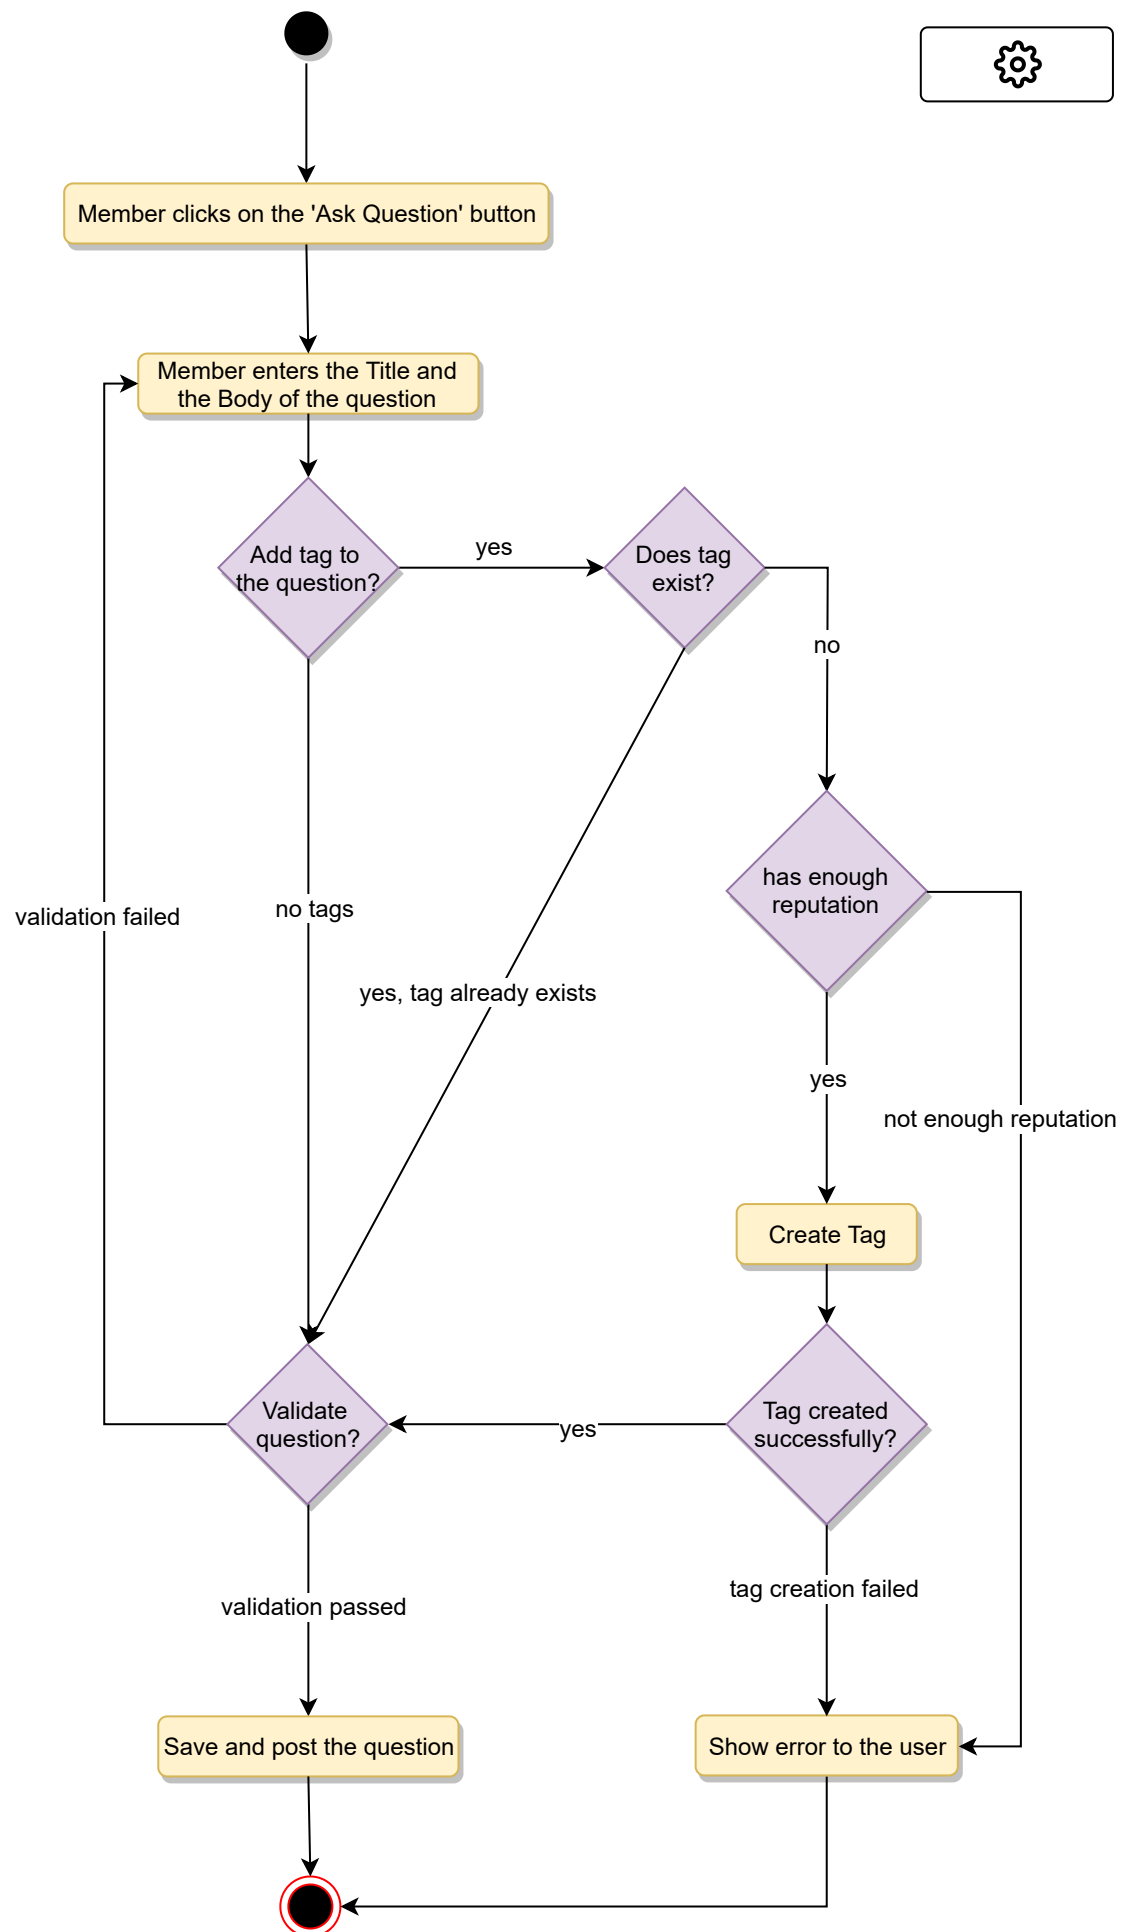 Member clicks on the 'Ask Question' button
Member enters the Title and
the Body of the question
Add tag to
the question?
yes
Does tag
exist?
no
has enough
reputation
validation failed
no tags
yes, tag already exists
yes
not enough reputation
Create Tag
Validate
question?
yes
Tag created
successfully?
validation passed
tag creation failed
Save and post the question
Show error to the user